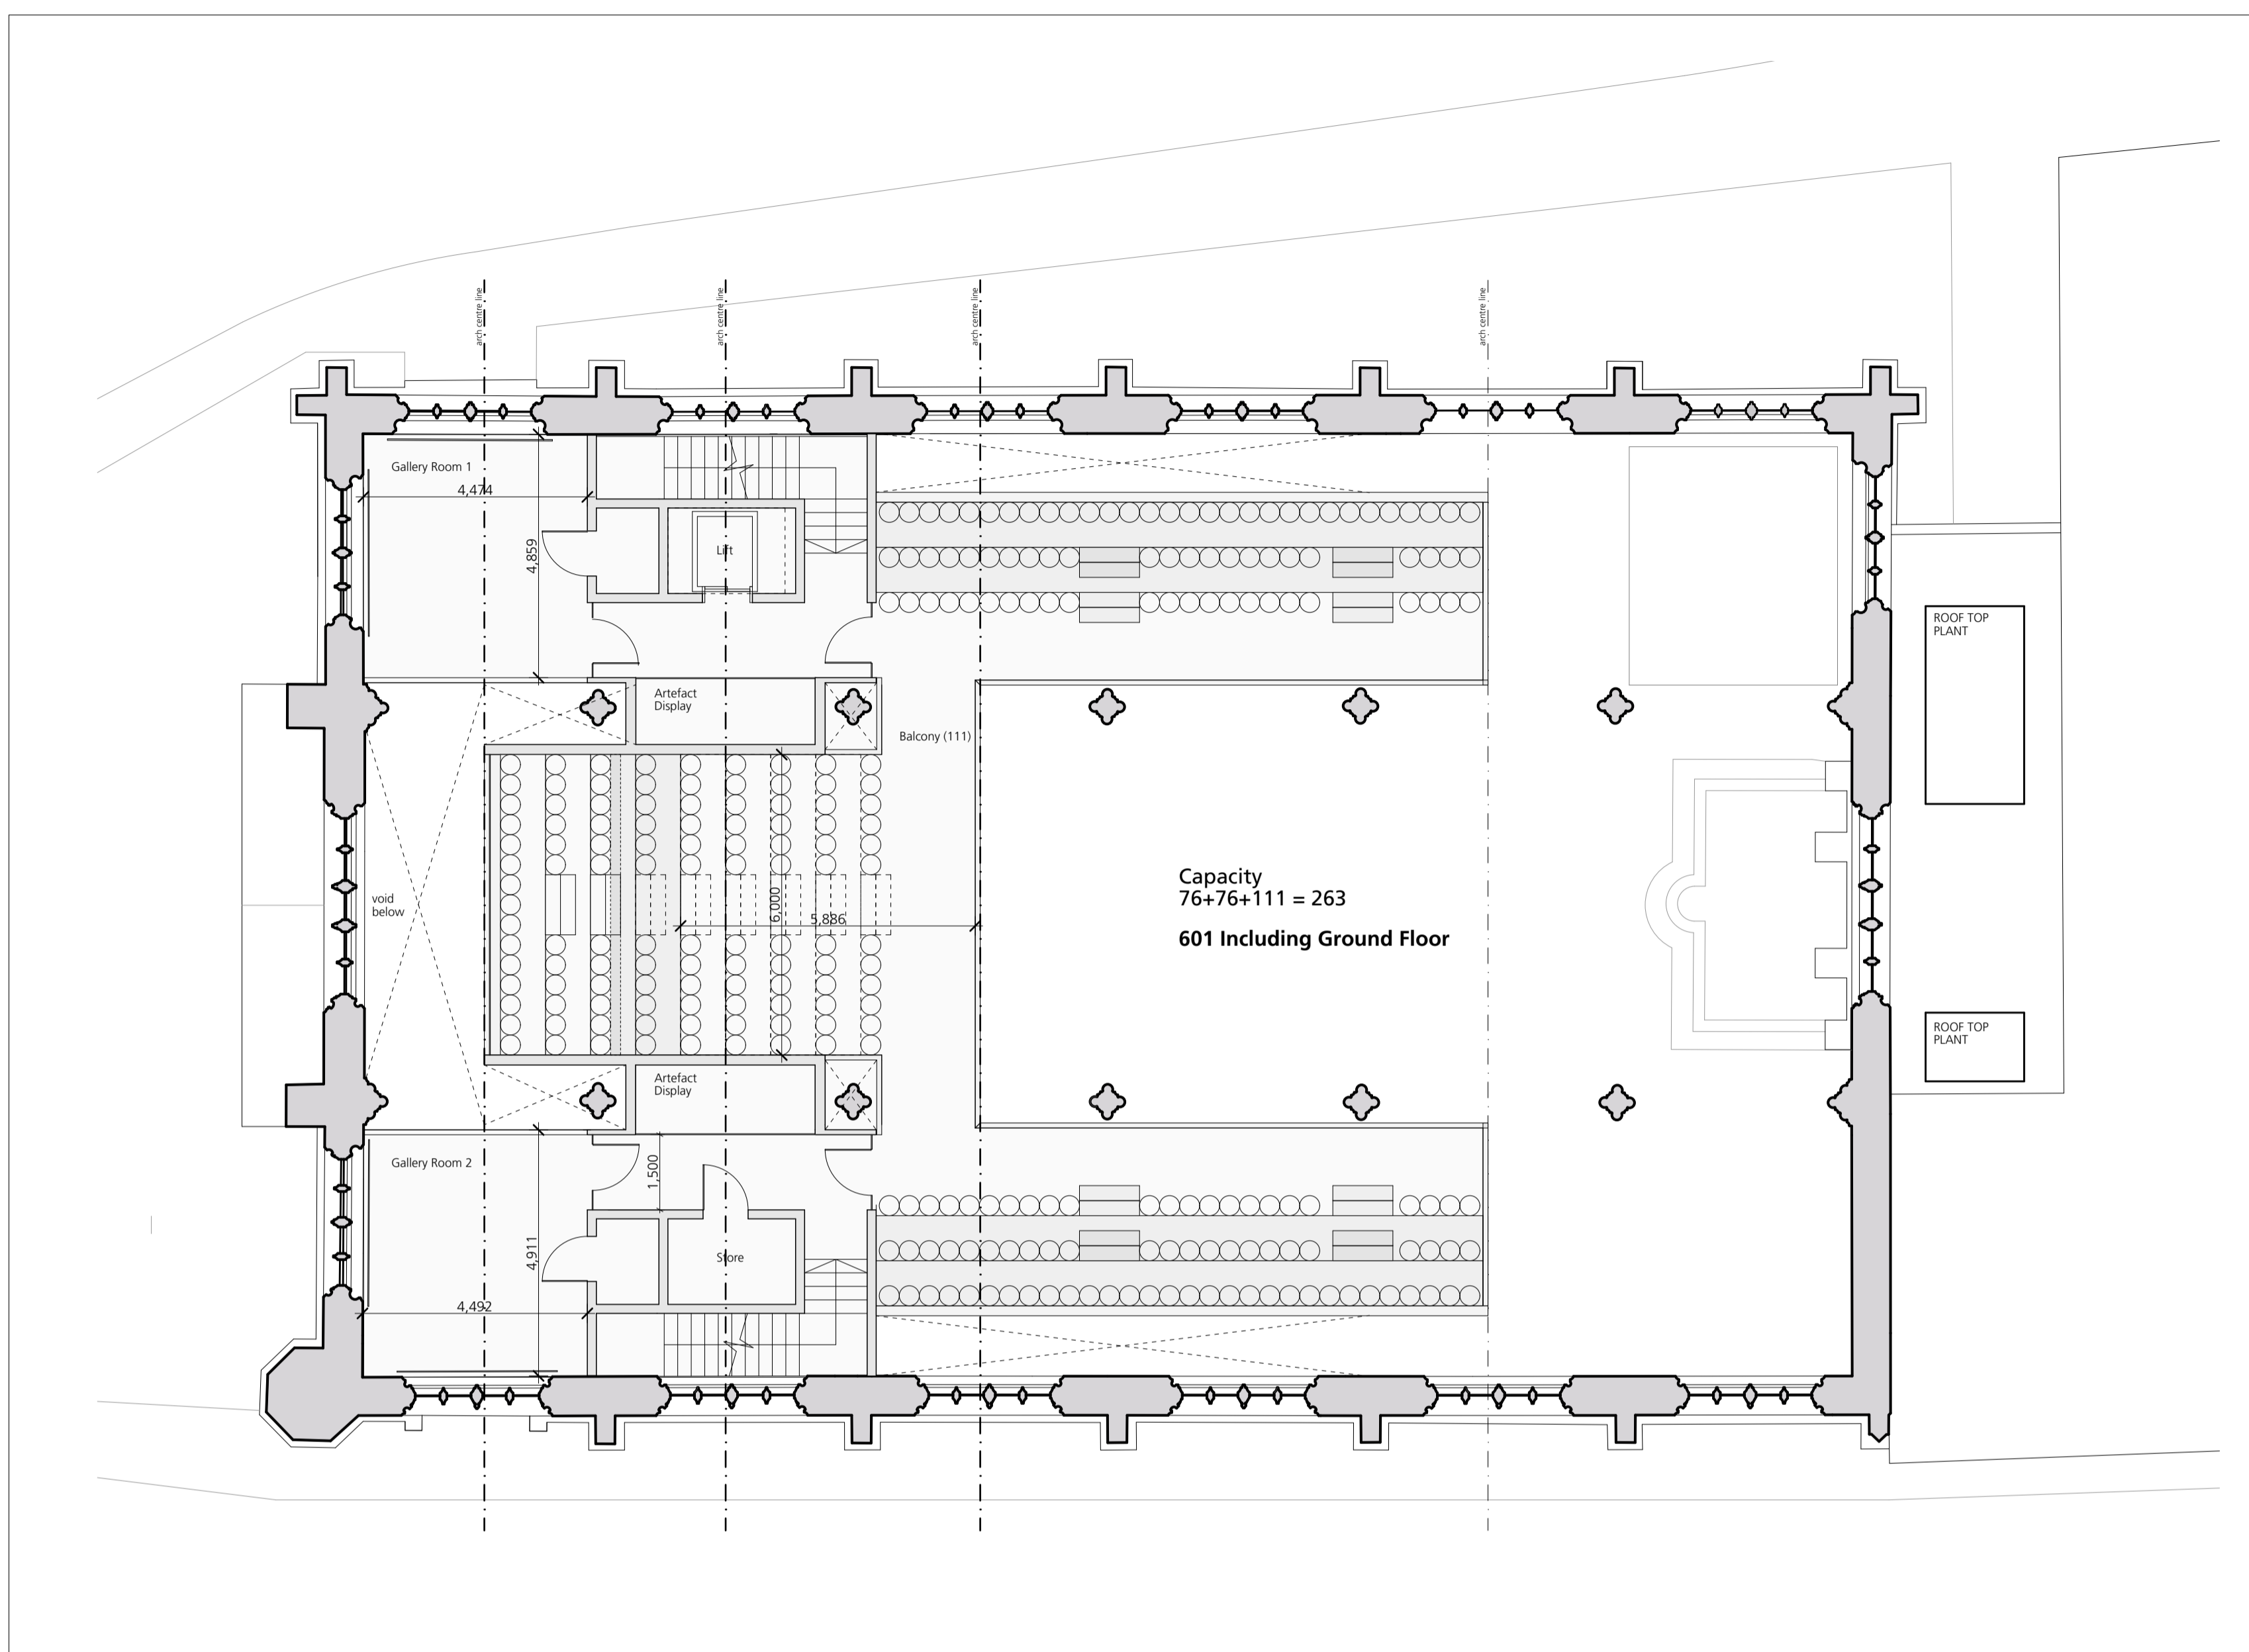 arch centre line
arch centre line
arch centre line
arch centre line
Gallery Room 1
4,474
4,859
Lift
ROOF TOP
PLANT
Artefact
Display
Balcony (111)
void
below
6,000
5,886
Capacity
76+76+111 = 263
601 Including Ground Floor
ROOF TOP
PLANT
Artefact
Display
Gallery Room 2
1,500
4,911
Store
4,492